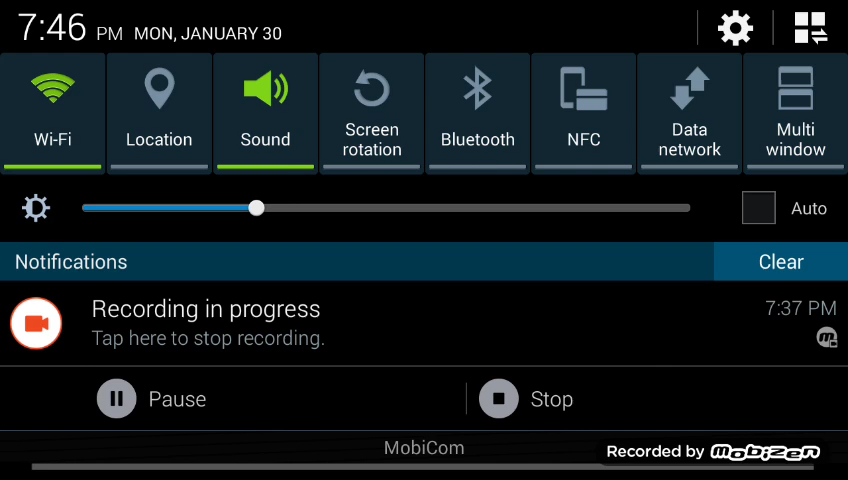 7:46 PM MON, JANUARY 30
Wi-Fi
Location
Sound
Screen
rotation
Bluetooth
NFC
Data
network
Multi
window
Auto
Notifications
Clear
Recording in progress
7:37 PM
Tap here to stop recording.
Pause
Stop
MobiCom
Recorded by mobizen